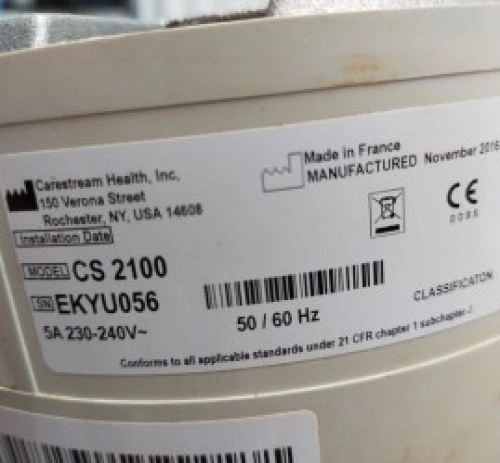 Carestream Health, Inc.
150 Verona Street
Rochester, NY, USA 14608
Installation Date
MODEL CS 2100
S/N EKYU056
5A 230-240V~
50 / 60 Hz
Made in France
MANUFACTURED November 2016
CE
0086
CLASSIFICATON
Conforms to all applicable standards under 21 CFR chapter 1 subchapter J